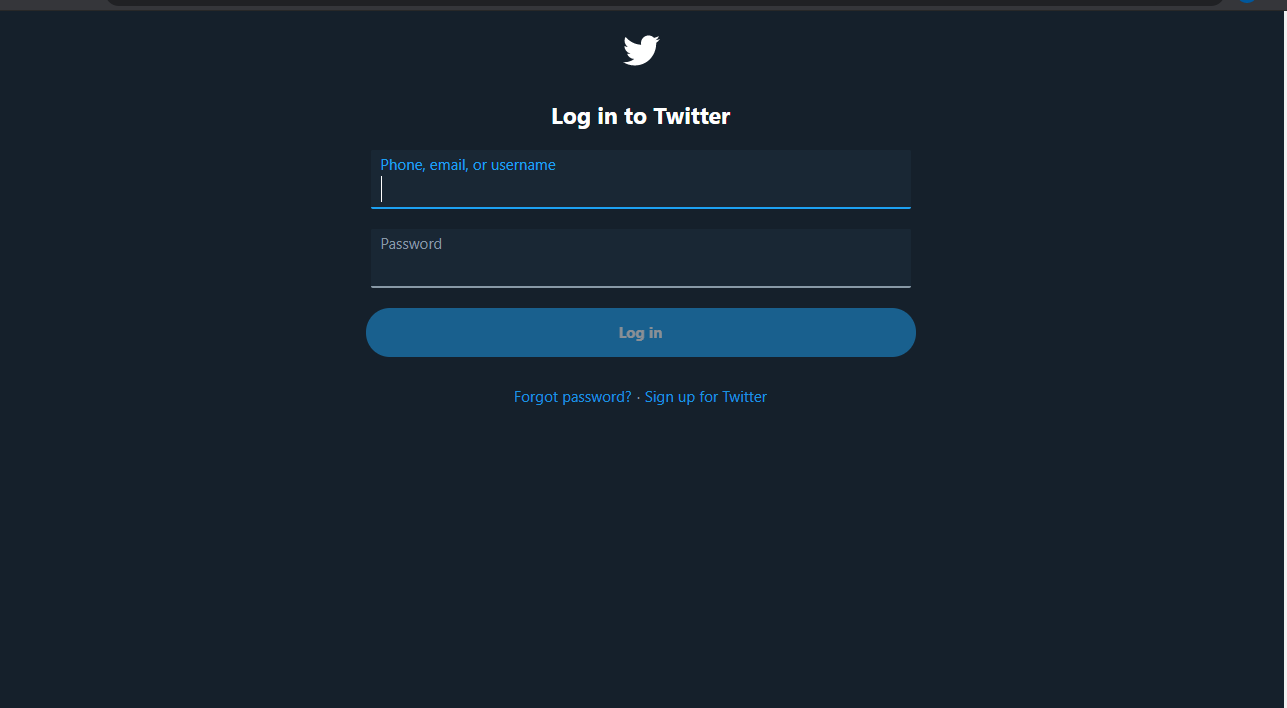 Log in to Twitter
Phone, email, or username
Password
Log in
Forgot password? · Sign up for Twitter